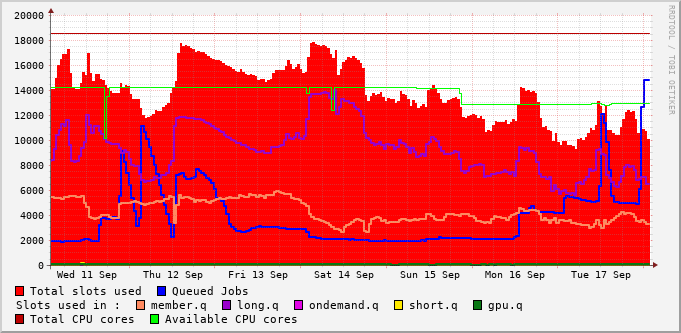 20000
18000
16000
14000
12000
10000
8000
6000
4000
2000
0
Wed 11 Sep Thu 12 Sep Fri 13 Sep Sat 14 Sep Sun 15 Sep Mon 16 Sep Tue 17 Sep
Total slots used Queued Jobs
Slots used in : member.q long.q ondemand.q short.q gpu.q
Total CPU cores Available CPU cores
RRDTOOL / TOBI OETIKER